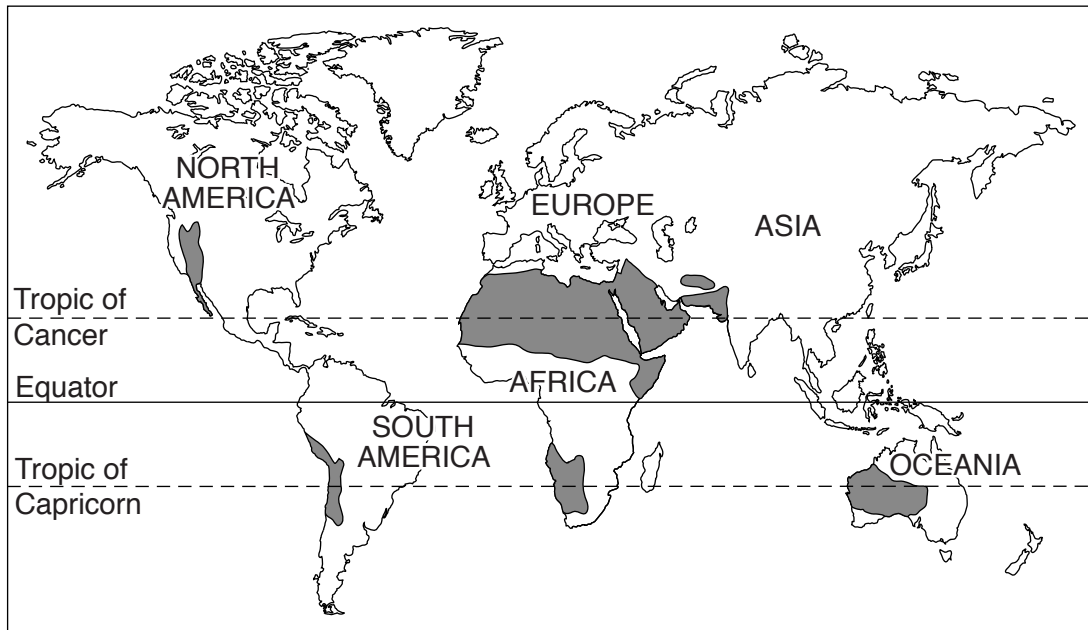 NORTH
AMERICA
EUROPE
ASIA
Tropic of
Cancer
AFRICA
Equator
SOUTH
AMERICA
OCEANIA
Tropic of
Capricorn